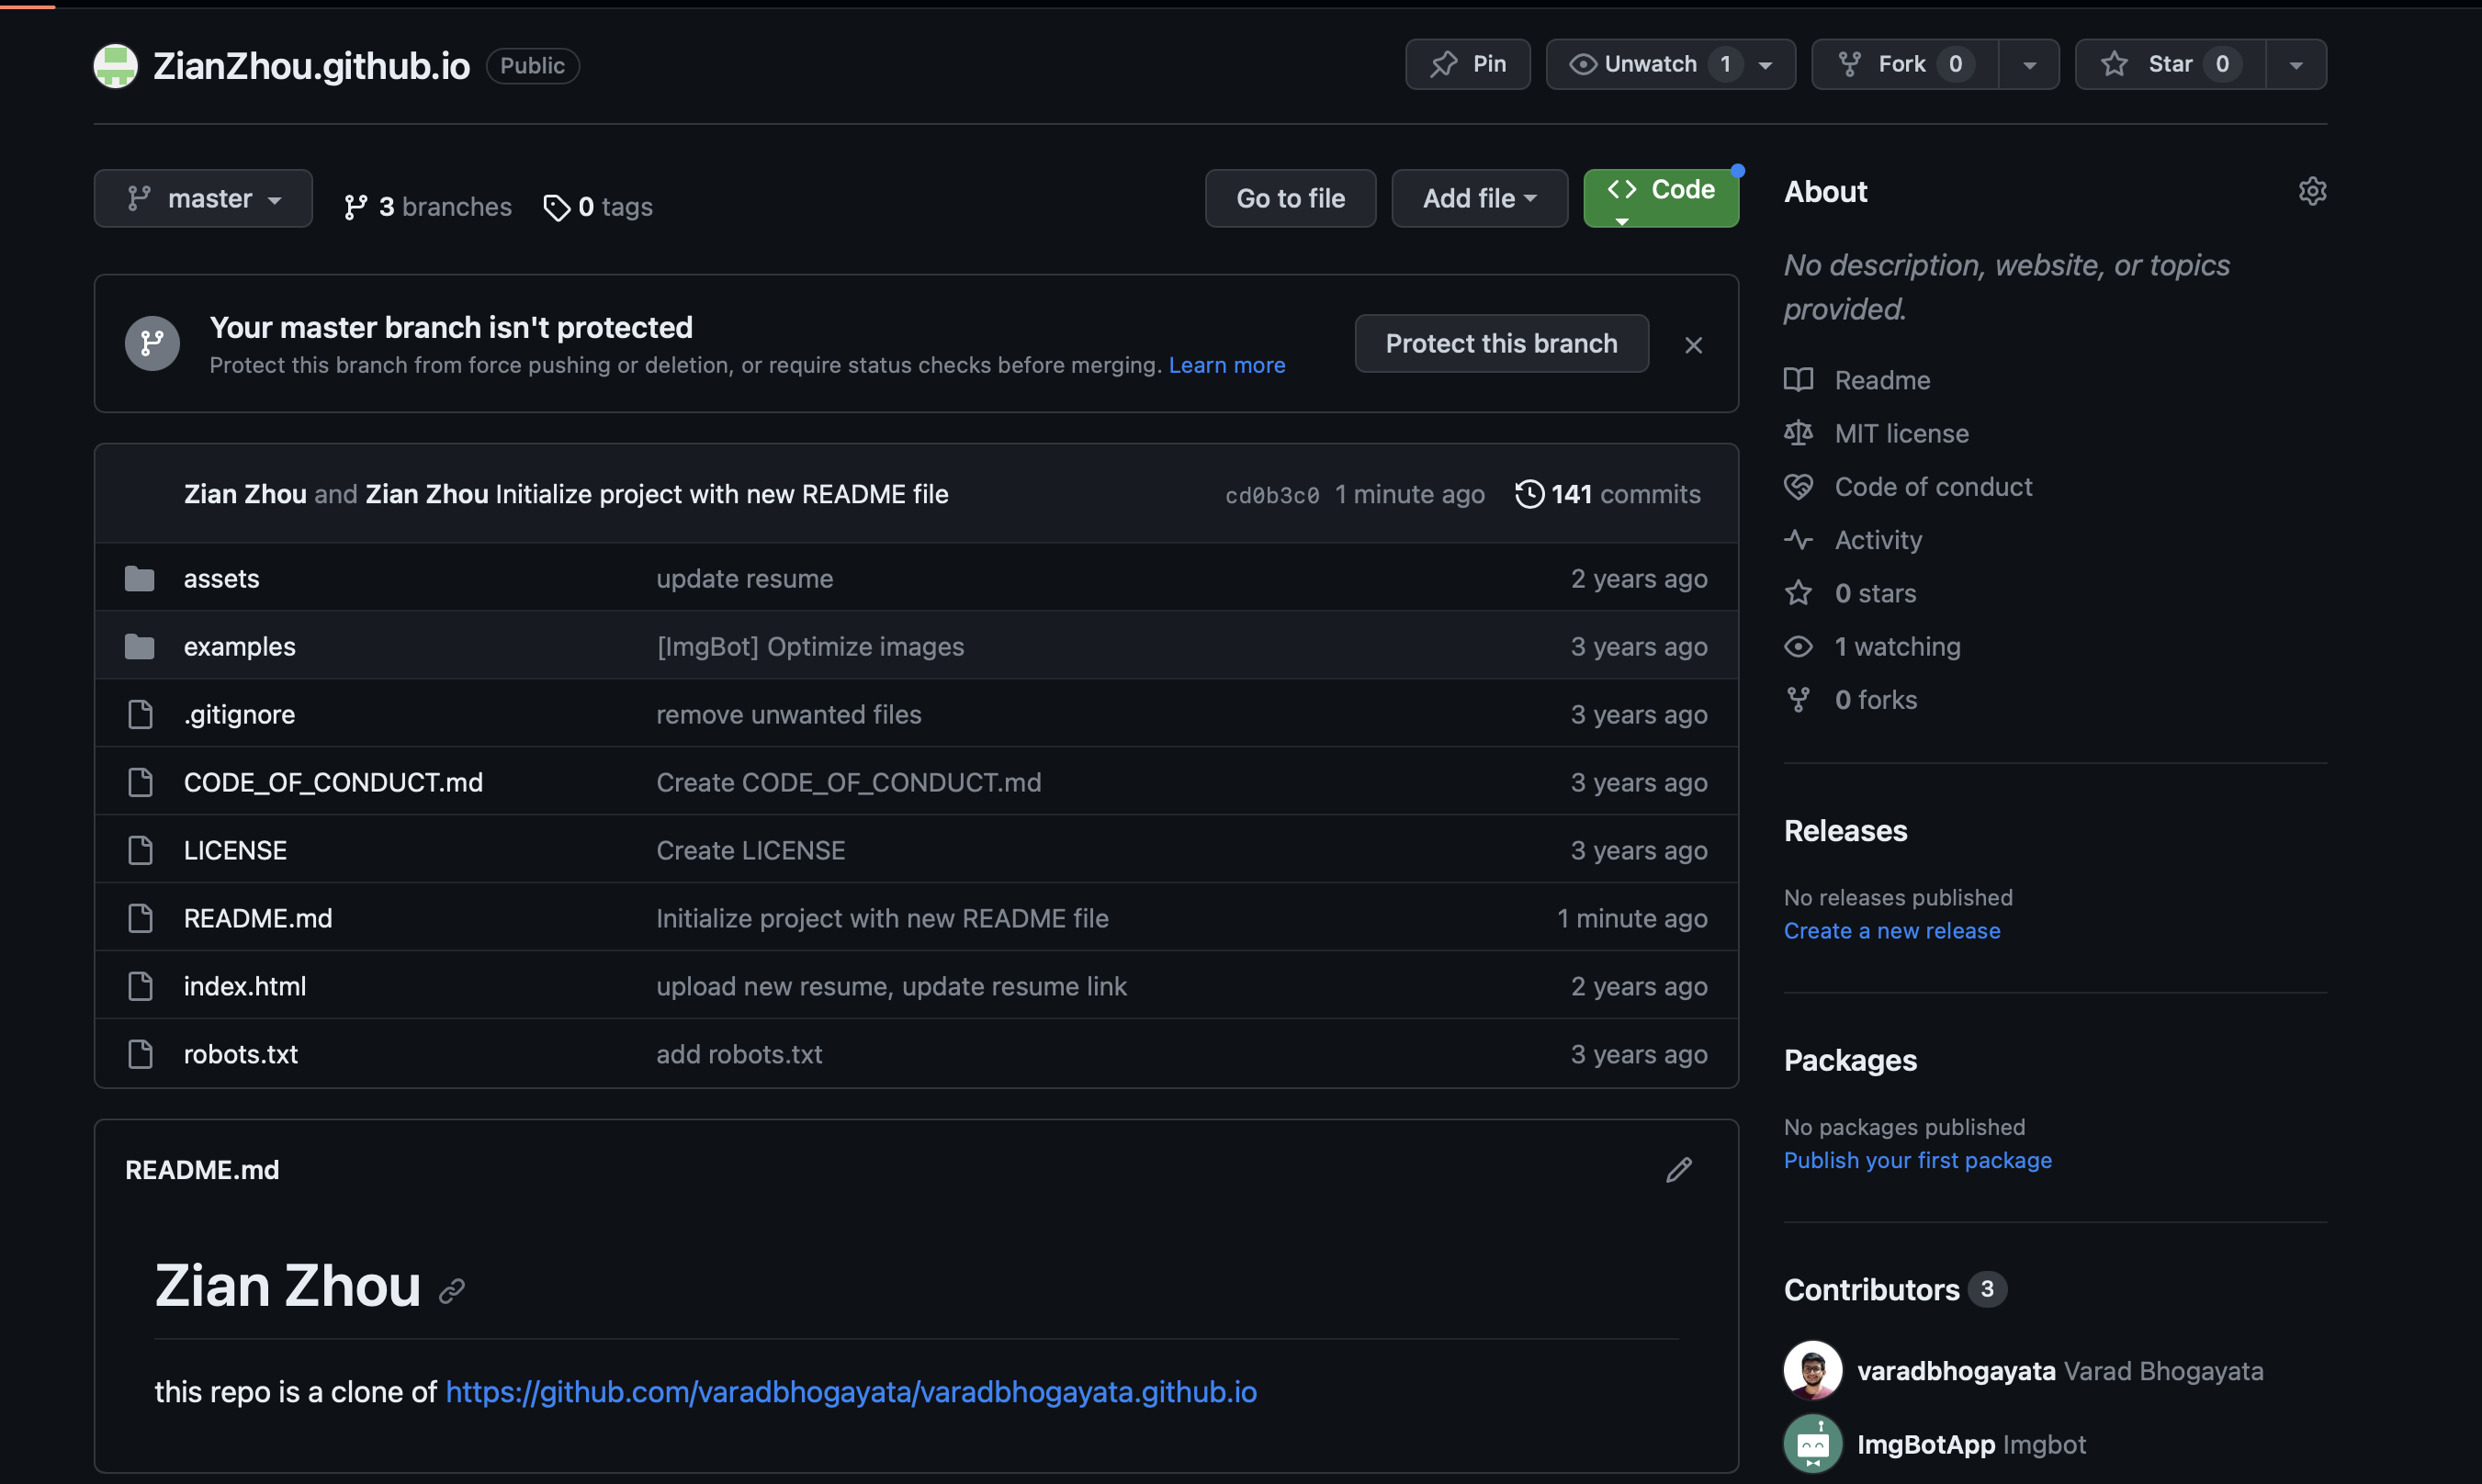 ZianZhou.github.io Public
Pin Unwatch 1 Fork 0 Star 0
master 3 branches 0 tags Go to file Add file Code
Your master branch isn't protected
Protect this branch from force pushing or deletion, or require status checks before merging. Learn more
Protect this branch
Zian Zhou and Zian Zhou Initialize project with new README file cd0b3c0 1 minute ago 141 commits
assets update resume 2 years ago
examples [ImgBot] Optimize images 3 years ago
.gitignore remove unwanted files 3 years ago
CODE_OF_CONDUCT.md Create CODE_OF_CONDUCT.md 3 years ago
LICENSE Create LICENSE 3 years ago
README.md Initialize project with new README file 1 minute ago
index.html upload new resume, update resume link 2 years ago
robots.txt add robots.txt 3 years ago
README.md
Zian Zhou
this repo is a clone of https://github.com/varadbhogayata/varadbhogayata.github.io
About
No description, website, or topics
provided.
Readme
MIT license
Code of conduct
Activity
0 stars
1 watching
0 forks
Releases
No releases published
Create a new release
Packages
No packages published
Publish your first package
Contributors 3
varadbhogayata Varad Bhogayata
ImgBotApp Imgbot